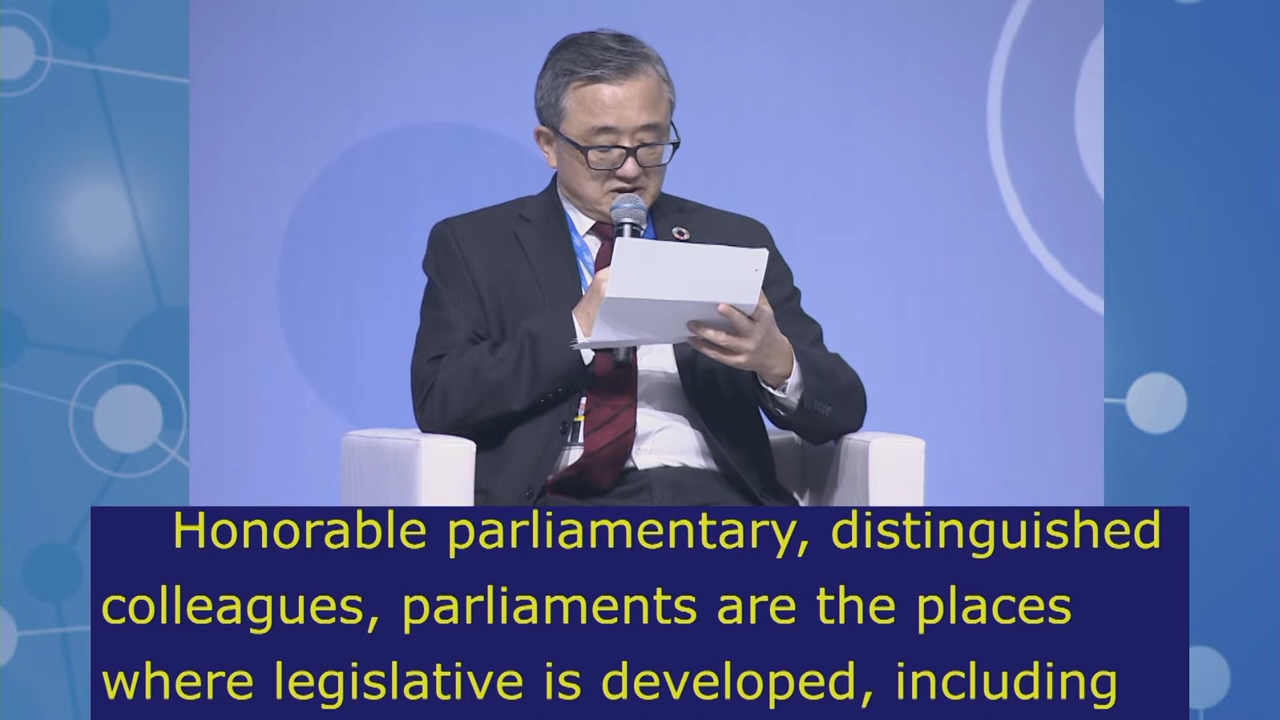 Honorable parliamentary, distinguished
colleagues, parliaments are the places
where legislative is developed, including